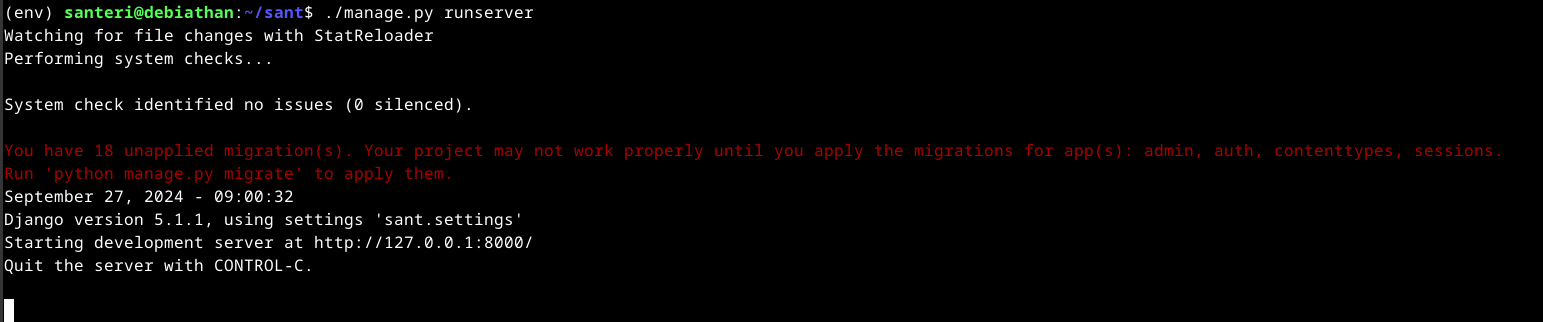 (env) santeri@debiathan:~/sant$ ./manage.py runserver
Watching for file changes with StatReloader
Performing system checks...
System check identified no issues (0 silenced).
You have 18 unapplied migration(s). Your project may not work properly until you apply the migrations for app(s): admin, auth, contenttypes, sessions.
Run 'python manage.py migrate' to apply them.
September 27, 2024 - 09:00:32
Django version 5.1.1, using settings 'sant.settings'
Starting development server at http://127.0.0.1:8000/
Quit the server with CONTROL-C.